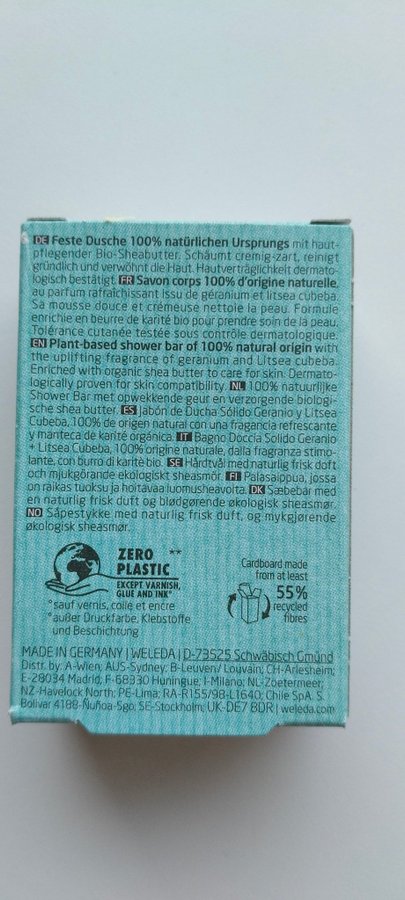 DE Feste Dusche 100% natürlichen Ursprungs mit haut-
pflegender Bio-Sheabutter. Schäumt cremig-zart, reinigt
gründlich und verwöhnt die Haut. Hautverträglichkeit dermato-
logisch bestätigt. FR Savon corps 100% d'origine naturelle,
au parfum rafraîchissant issu de géranium et litsea cubeba.
Sa mousse douce et crémeuse nettoie la peau. Formule
enrichie en beurre de karité bio pour prendre soin de la peau.
Tolérance cutanée testée sous contrôle dermatologique.
EN Plant-based shower bar of 100% natural origin with
the uplifting fragrance of geranium and Litsea cubeba.
Enriched with organic shea butter to care for skin. Dermato-
logically proven for skin compatibility. NL 100% natuurlijke
Shower Bar met opwekkende geur en verzorgende biologi-
sche shea butter. ES Jabón de Ducha Sólido Geranio y Litsea
Cubeba, 100% de origen natural con una fragancia refrescante
y manteca de karité orgánica. IT Bagno Doccia Solido Geranio
+ Litsea Cubeba, 100% origine naturale, dalla fragranza stimo-
lante, con burro di karité bio. SE Hårdtvål med naturlig frisk doft
och mjukgörande ekologiskt sheasmör. FI Palasaippua, jossa
on raikas tuoksu ja hoitavaa luomusheavoita. DK Sæbebar med
en naturlig frisk duft og blødgørende økologisk sheasmør.
NO Såpestykke med naturlig frisk duft, og mykgjørende
økologisk sheasmør.
ZERO **
PLASTIC
EXCEPT VARNISH,
GLUE AND INK*
*sauf vernis, colle et encre
*außer Druckfarbe, Klebstoffe
und Beschichtung
Cardboard made
from at least
55%
recycled
fibres
MADE IN GERMANY | WELEDA | D-73525 Schwäbisch Gmünd
Distr. by: A-Wien; AUS-Sydney; B-Leuven/Louvain; CH-Arlesheim;
E-28034 Madrid; F-68330 Huningue; I-Milano; NL-Zoetermeer;
NZ-Havelock North; PE-Lima; RA-R155/98-L1640; Chile SpA. S.
Bolívar 4188-Ñuñoa-Sgo; SE-Stockholm; UK-DE7 8DR | weleda.com